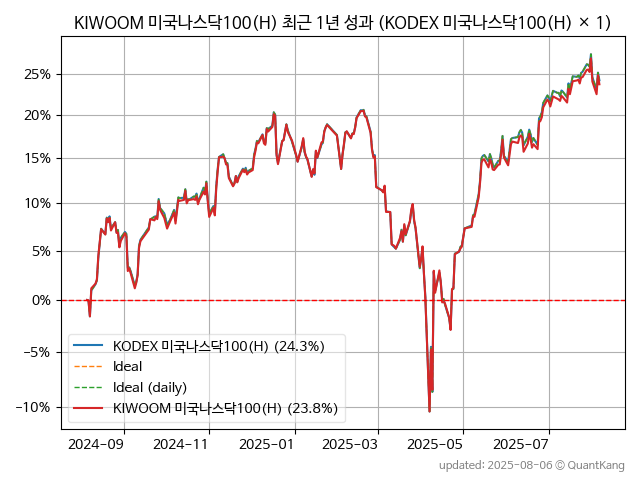 KIWOOM 미국나스닥100(H) 최근 1년 성과 (KODEX 미국나스닥100(H) × 1)
25%
20%
15%
10%
5%
0%
−5%
−10%
KODEX 미국나스닥100(H) (24.3%)
Ideal
Ideal (daily)
KIWOOM 미국나스닥100(H) (23.8%)
2024-09
2024-11
2025-01
2025-03
2025-05
2025-07
updated: 2025-08-06 © QuantKang